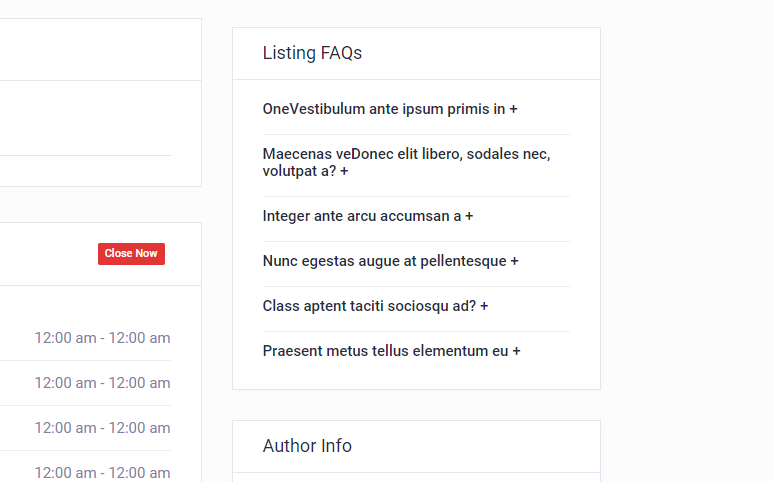 Listing FAQs
OneVestibulum ante ipsum primis in +
Maecenas veDonec elit libero, sodales nec,
volutpat a? +
Integer ante arcu accumsan a +
Nunc egestas augue at pellentesque +
Class aptent taciti sociosqu ad? +
Praesent metus tellus elementum eu +
Author Info
Close Now
12:00 am - 12:00 am
12:00 am - 12:00 am
12:00 am - 12:00 am
12:00 am - 12:00 am